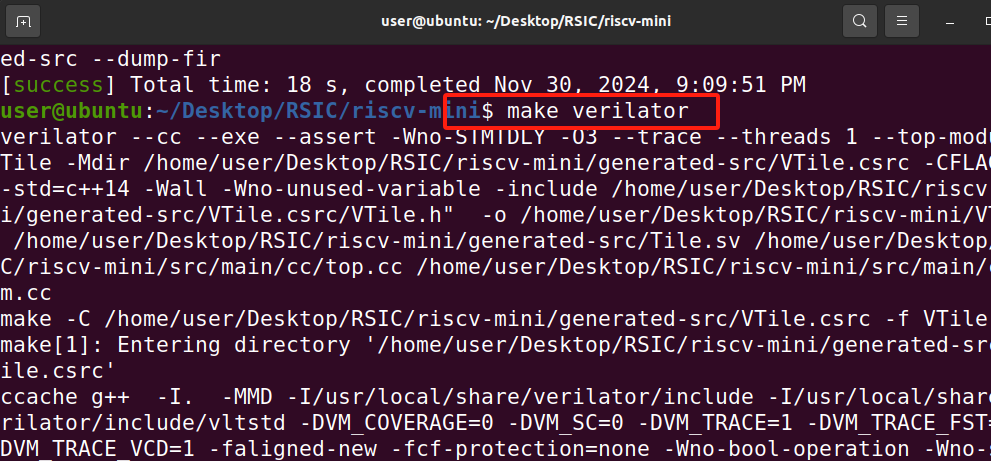 user@ubuntu: ~/Desktop/RSIC/riscv-mini
ed-src --dump-fir
[success] Total time: 18 s, completed Nov 30, 2024, 9:09:51 PM
user@ubuntu:~/Desktop/RSIC/riscv-mini$ make verilator
verilator --cc --exe --assert -Wno-STMTDLY -O3 --trace --threads 1 --top-modu
Tile -Mdir /home/user/Desktop/RSIC/riscv-mini/generated-src/VTile.csrc -CFLAG
-std=c++14 -Wall -Wno-unused-variable -include /home/user/Desktop/RSIC/riscv-
i/generated-src/VTile.csrc/VTile.h"  -o /home/user/Desktop/RSIC/riscv-mini/VT
/home/user/Desktop/RSIC/riscv-mini/generated-src/Tile.sv /home/user/Desktop/
C/riscv-mini/src/main/cc/top.cc /home/user/Desktop/RSIC/riscv-mini/src/main/c
m.cc
make -C /home/user/Desktop/RSIC/riscv-mini/generated-src/VTile.csrc -f VTile
make[1]: Entering directory '/home/user/Desktop/RSIC/riscv-mini/generated-src
ile.csrc'
ccache g++  -I.  -MMD -I/usr/local/share/verilator/include -I/usr/local/share
rilator/include/vltstd -DVM_COVERAGE=0 -DVM_SC=0 -DVM_TRACE=1 -DVM_TRACE_FST=
DVM_TRACE_VCD=1 -faligned-new -fcf-protection=none -Wno-bool-operation -Wno-s